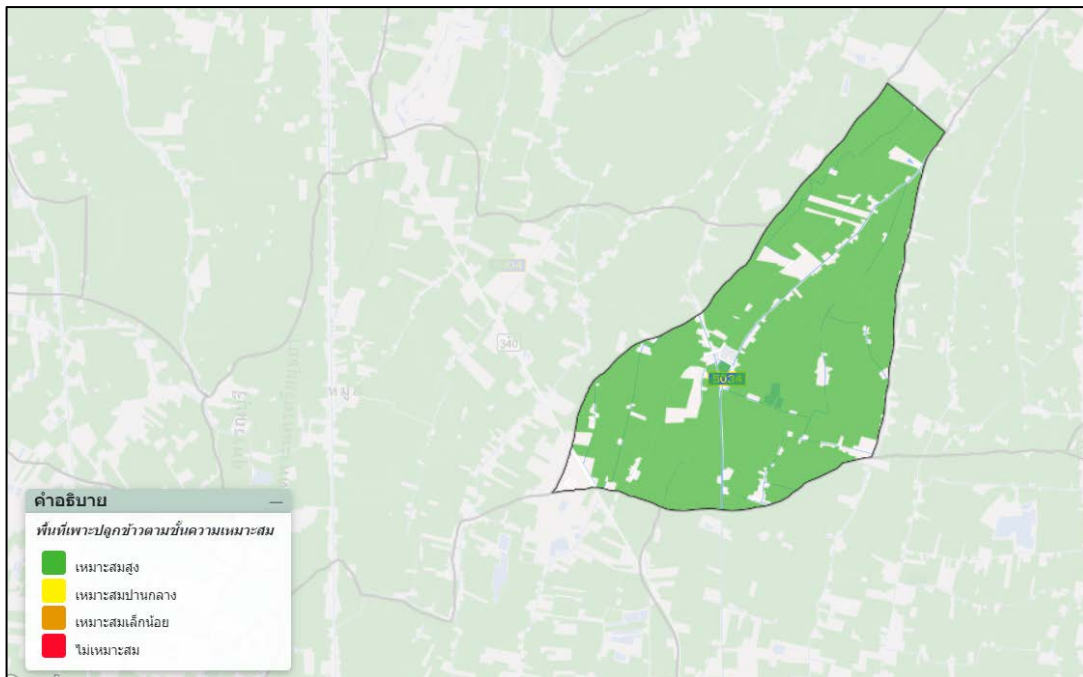 340
5034
คำอธิบาย
พื้นที่เพาะปลูกข้าวตามชั้นความเหมาะสม
เหมาะสมสูง
เหมาะสมปานกลาง
เหมาะสมเล็กน้อย
ไม่เหมาะสม